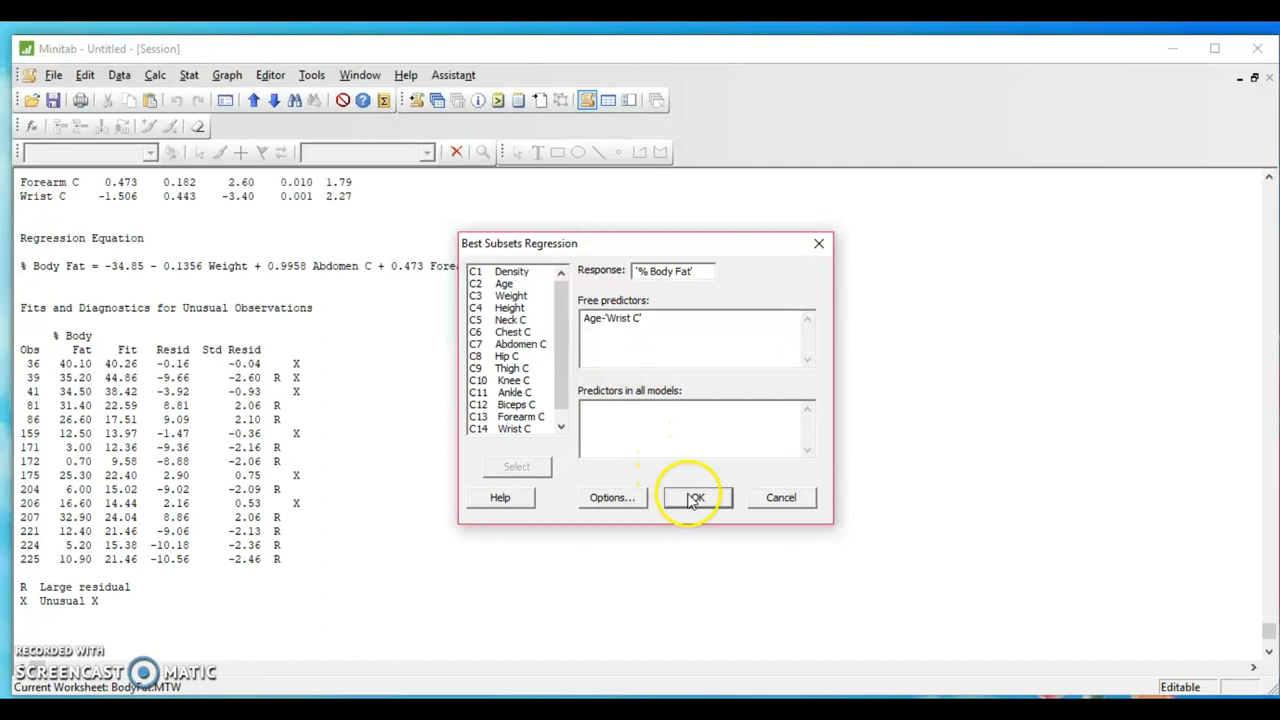 Minitab - Untitled - [Session]
File Edit Data Calc Stat Graph Editor Tools Window Help Assistant
Forearm C 0.473 0.182 2.60 0.010 1.79
Wrist C -1.506 0.443 -3.40 0.001 2.27
Regression Equation
% Body Fat = -34.85 - 0.1356 Weight + 0.9958 Abdomen C + 0.473 Fore
Fits and Diagnostics for Unusual Observations
% Body
Obs Fat Fit Resid Std Resid
36 40.10 40.26 -0.16 -0.04 X
39 35.20 44.86 -9.66 -2.60 R X
41 34.50 38.42 -3.92 -0.93 X
81 31.40 22.59 8.81 2.06 R
86 26.60 17.51 9.09 2.10 R
159 12.50 13.97 -1.47 -0.36 X
171 3.00 12.36 -9.36 -2.16 R
172 0.70 9.58 -8.88 -2.06 R
175 25.30 22.40 2.90 0.75 X
204 6.00 15.02 -9.02 -2.09 R
206 16.60 14.44 2.16 0.53 X
207 32.90 24.04 8.86 2.06 R
221 12.40 21.46 -9.06 -2.13 R
224 5.20 15.38 -10.18 -2.36 R
225 10.90 21.46 -10.56 -2.46 R
R Large residual
X Unusual X
Best Subsets Regression
C1 Density
C2 Age
C3 Weight
C4 Height
C5 Neck C
C6 Chest C
C7 Abdomen C
C8 Hip C
C9 Thigh C
C10 Knee C
C11 Ankle C
C12 Biceps C
C13 Forearm C
C14 Wrist C
Response: '% Body Fat'
Free predictors:
Age-'Wrist C'
Predictors in all models:
Select
Help Options... OK Cancel
RECORDED WITH
SCREENCAST MATIC
Current Worksheet: BodyFat.MTW
Editable